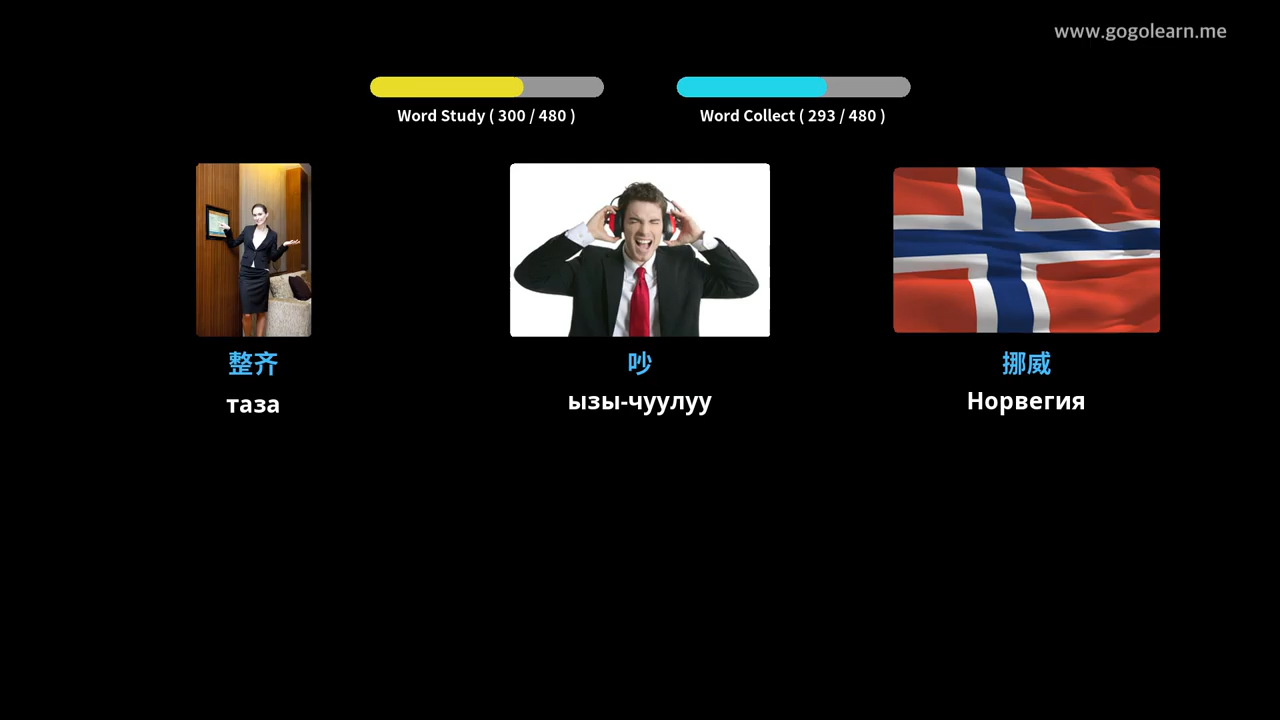 www.gogolearn.me
Word Study ( 300 / 480 )
Word Collect ( 293 / 480 )
整齐
吵
挪威
таза
ызы-чуулуу
Норвегия